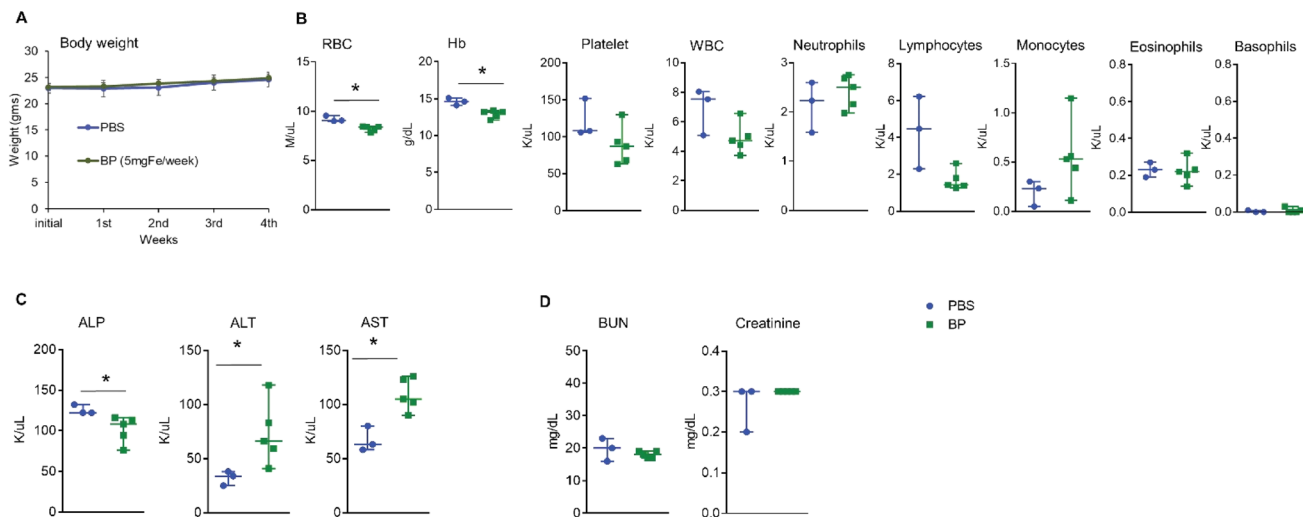 A
Body weight
30
25
20
15
10
5
0
Weight (gms)
PBS
BP (5mgFe/week)
initial 1st 2nd 3rd 4th
Weeks
B
RBC
*
15
10
5
0
M/uL
Hb
*
20
15
10
5
0
g/dL
Platelet
200
150
100
50
0
K/uL
WBC
10
8
6
4
2
0
K/uL
Neutrophils
3
2
1
0
K/uL
Lymphocytes
8
6
4
2
0
K/uL
Monocytes
1.5
1.0
0.5
0.0
K/uL
Eosinophils
0.8
0.6
0.4
0.2
0.0
K/uL
Basophils
0.8
0.6
0.4
0.2
0.0
K/uL
C
ALP
*
200
150
100
50
0
K/uL
ALT
*
150
100
50
0
K/uL
AST
*
150
100
50
0
K/uL
D
BUN
50
40
30
20
10
0
mg/dL
Creatinine
0.4
0.3
0.2
0.1
0.0
mg/dL
PBS
BP